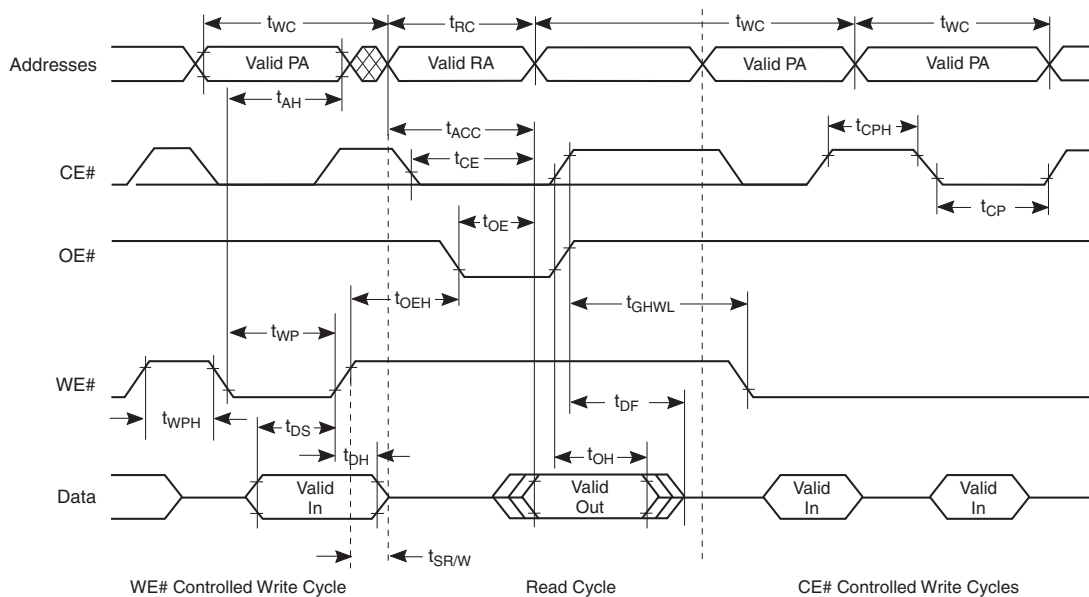 tWC tRC tWC tWC
Addresses Valid PA Valid RA Valid PA Valid PA
tAH
tACC tCPH
CE# tCE
tCP
tOE
OE#
tOEH tGHWL
tWP
WE#
tDF
tWPH tDS
tDH tOH
Data Valid In Valid Out Valid In Valid In
tSR/W
WE# Controlled Write Cycle Read Cycle CE# Controlled Write Cycles